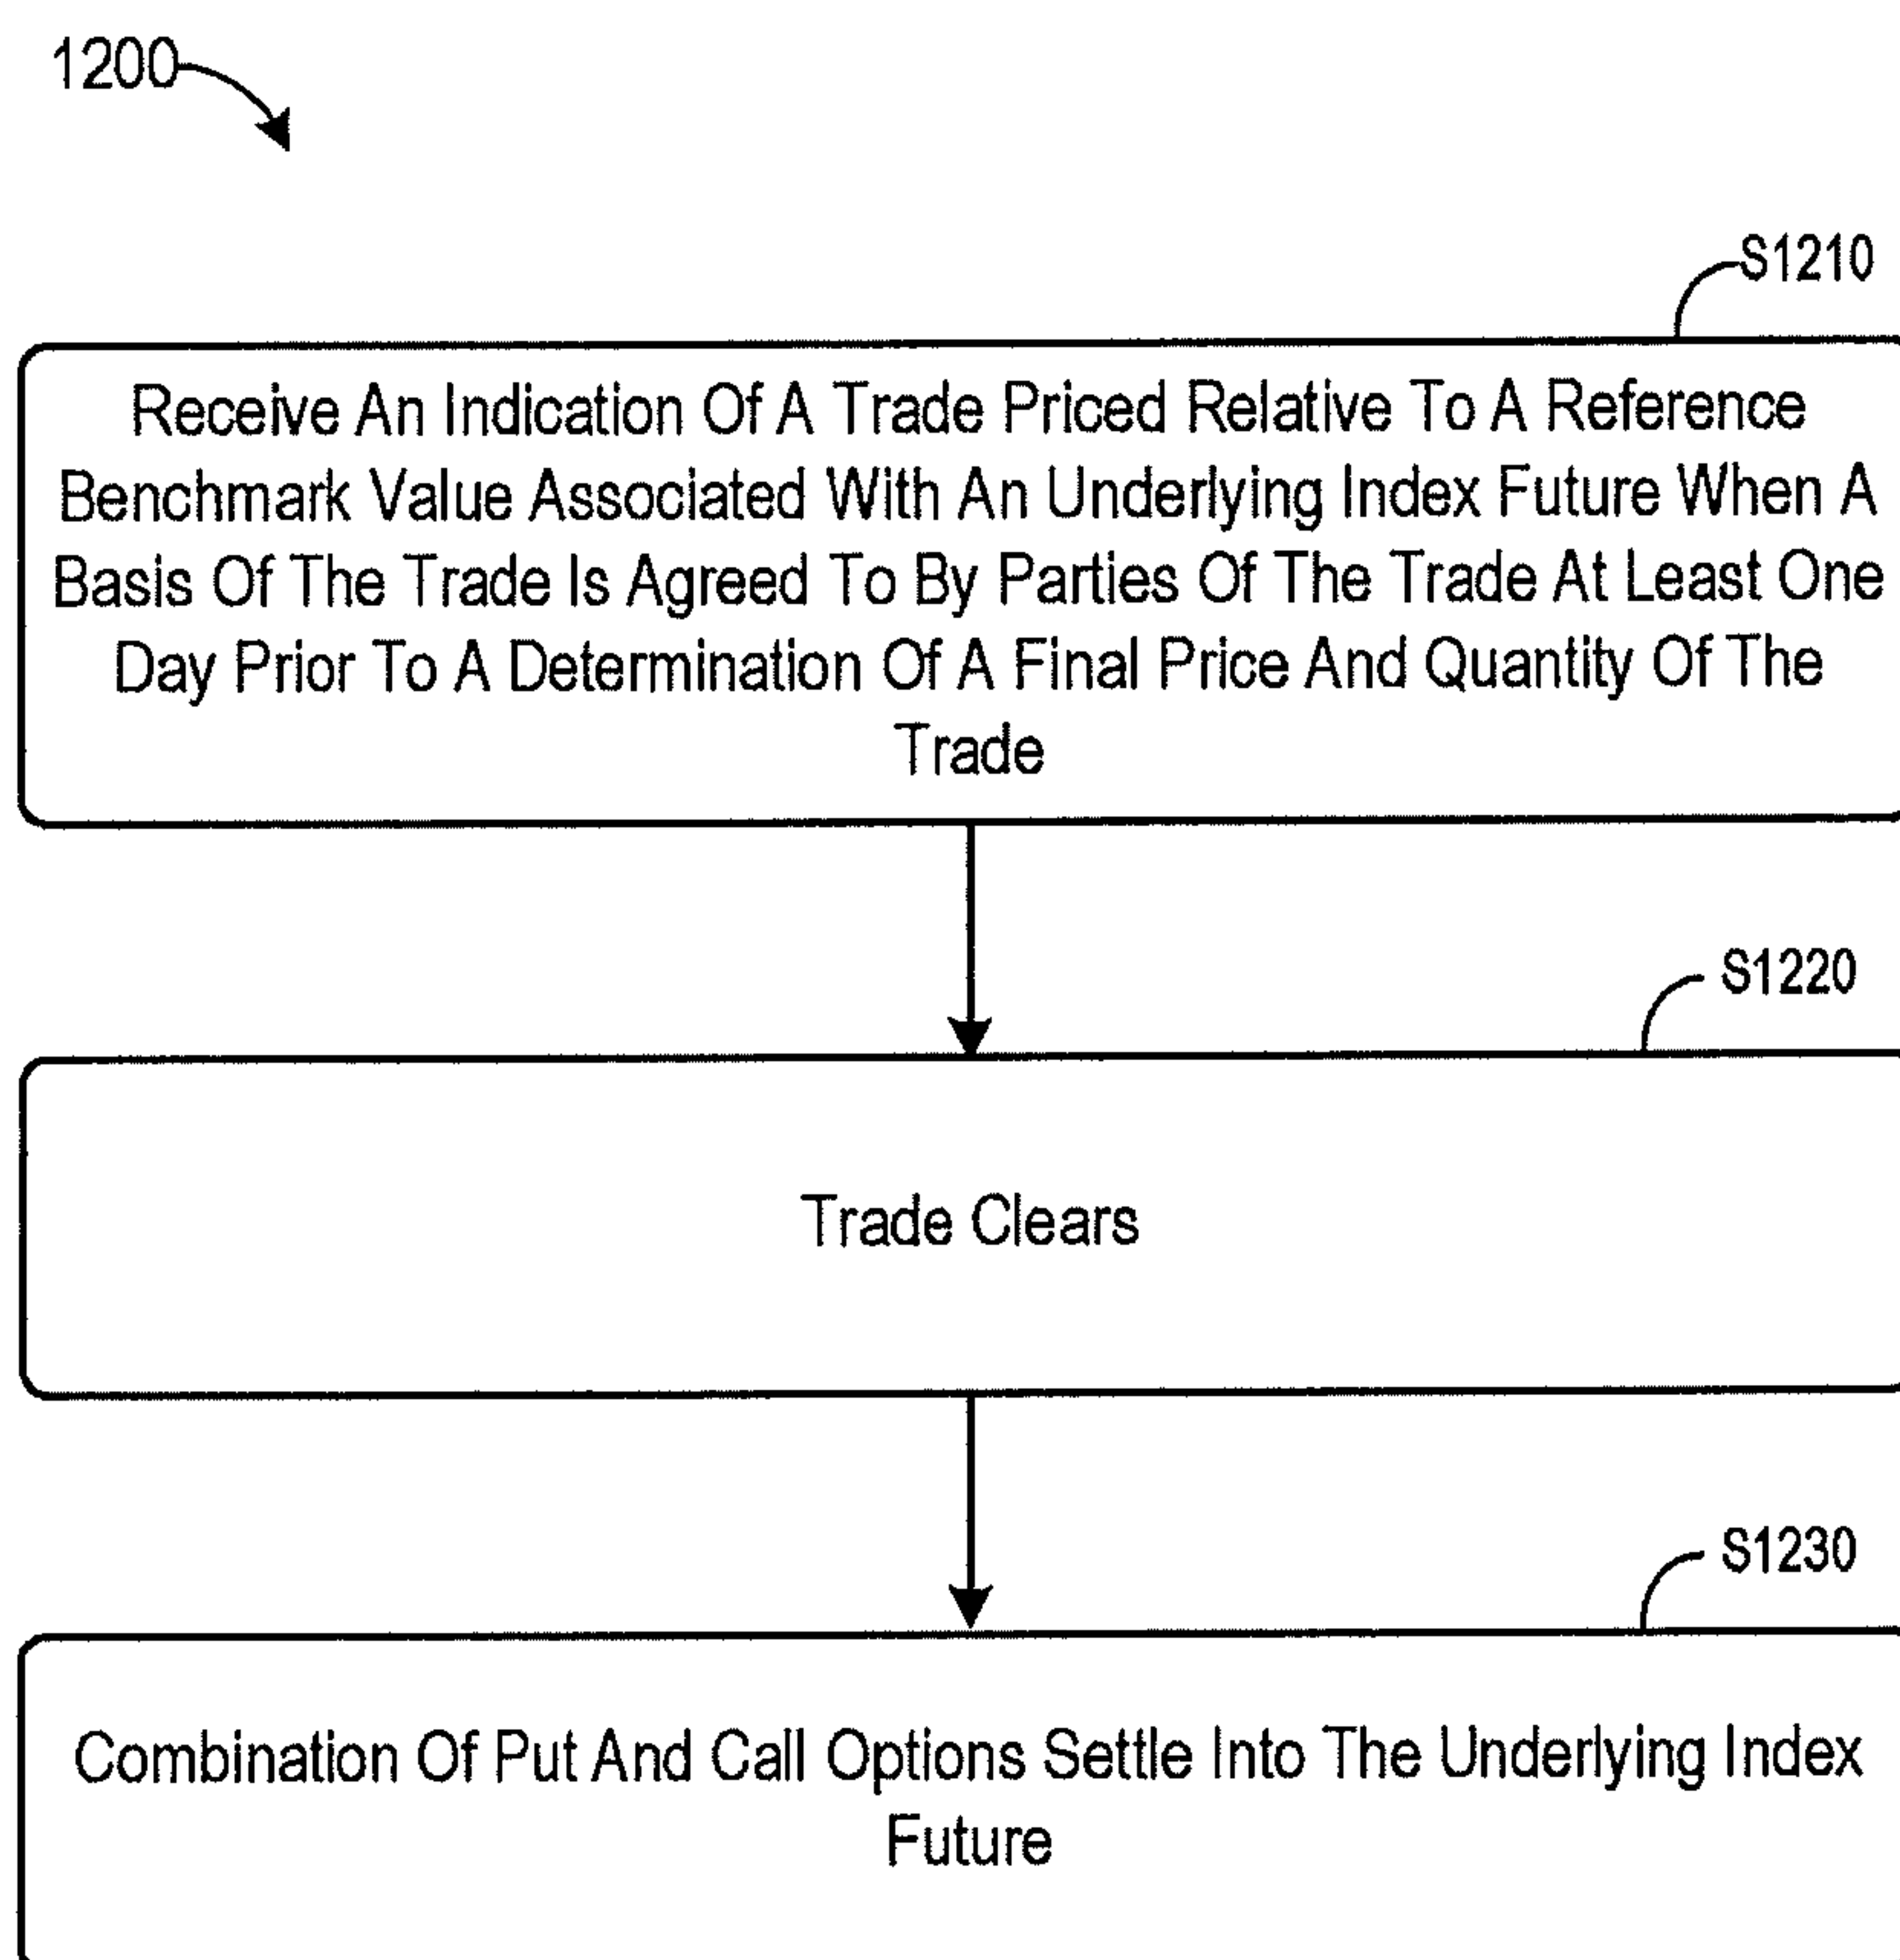 1200
S1210
Receive An Indication Of A Trade Priced Relative To A Reference
Benchmark Value Associated With An Underlying Index Future When A
Basis Of The Trade Is Agreed To By Parties Of The Trade At Least One
Day Prior To A Determination Of A Final Price And Quantity Of The
Trade
S1220
Trade Clears
S1230
Combination Of Put And Call Options Settle Into The Underlying Index
Future